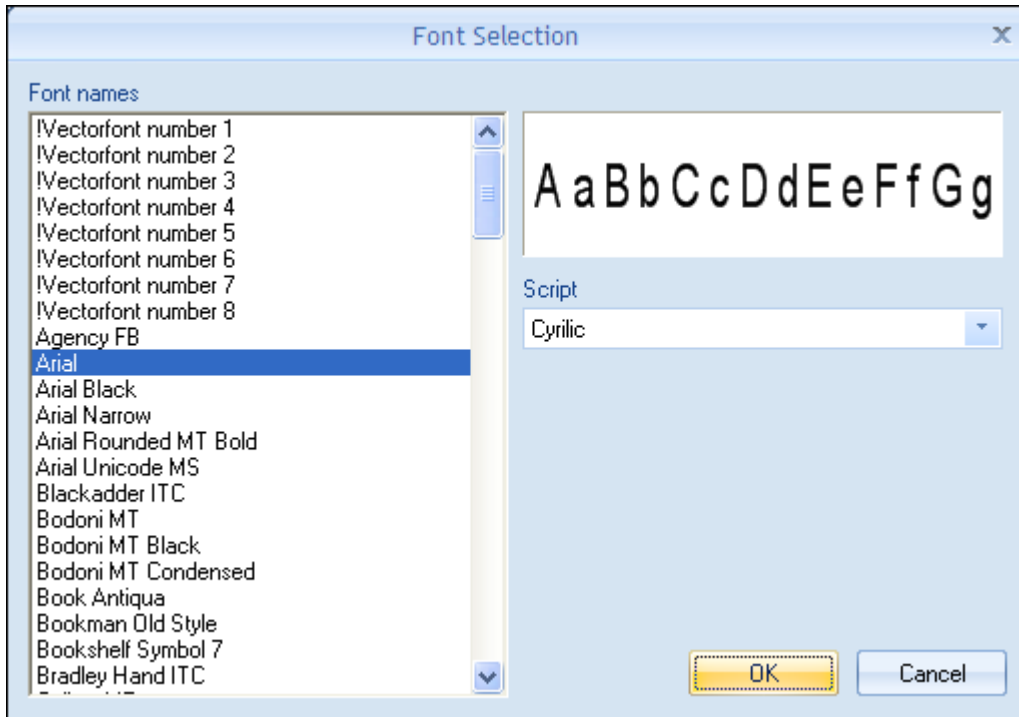 Font Selection
Font names
!Vectorfont number 1
!Vectorfont number 2
!Vectorfont number 3
!Vectorfont number 4
!Vectorfont number 5
!Vectorfont number 6
!Vectorfont number 7
!Vectorfont number 8
Agency FB
Arial
Arial Black
Arial Narrow
Arial Rounded MT Bold
Arial Unicode MS
Blackadder ITC
Bodoni MT
Bodoni MT Black
Bodoni MT Condensed
Book Antiqua
Bookman Old Style
Bookshelf Symbol 7
Bradley Hand ITC
A a B b C c D d E e F f G g
Script
Cyrilic
OK
Cancel